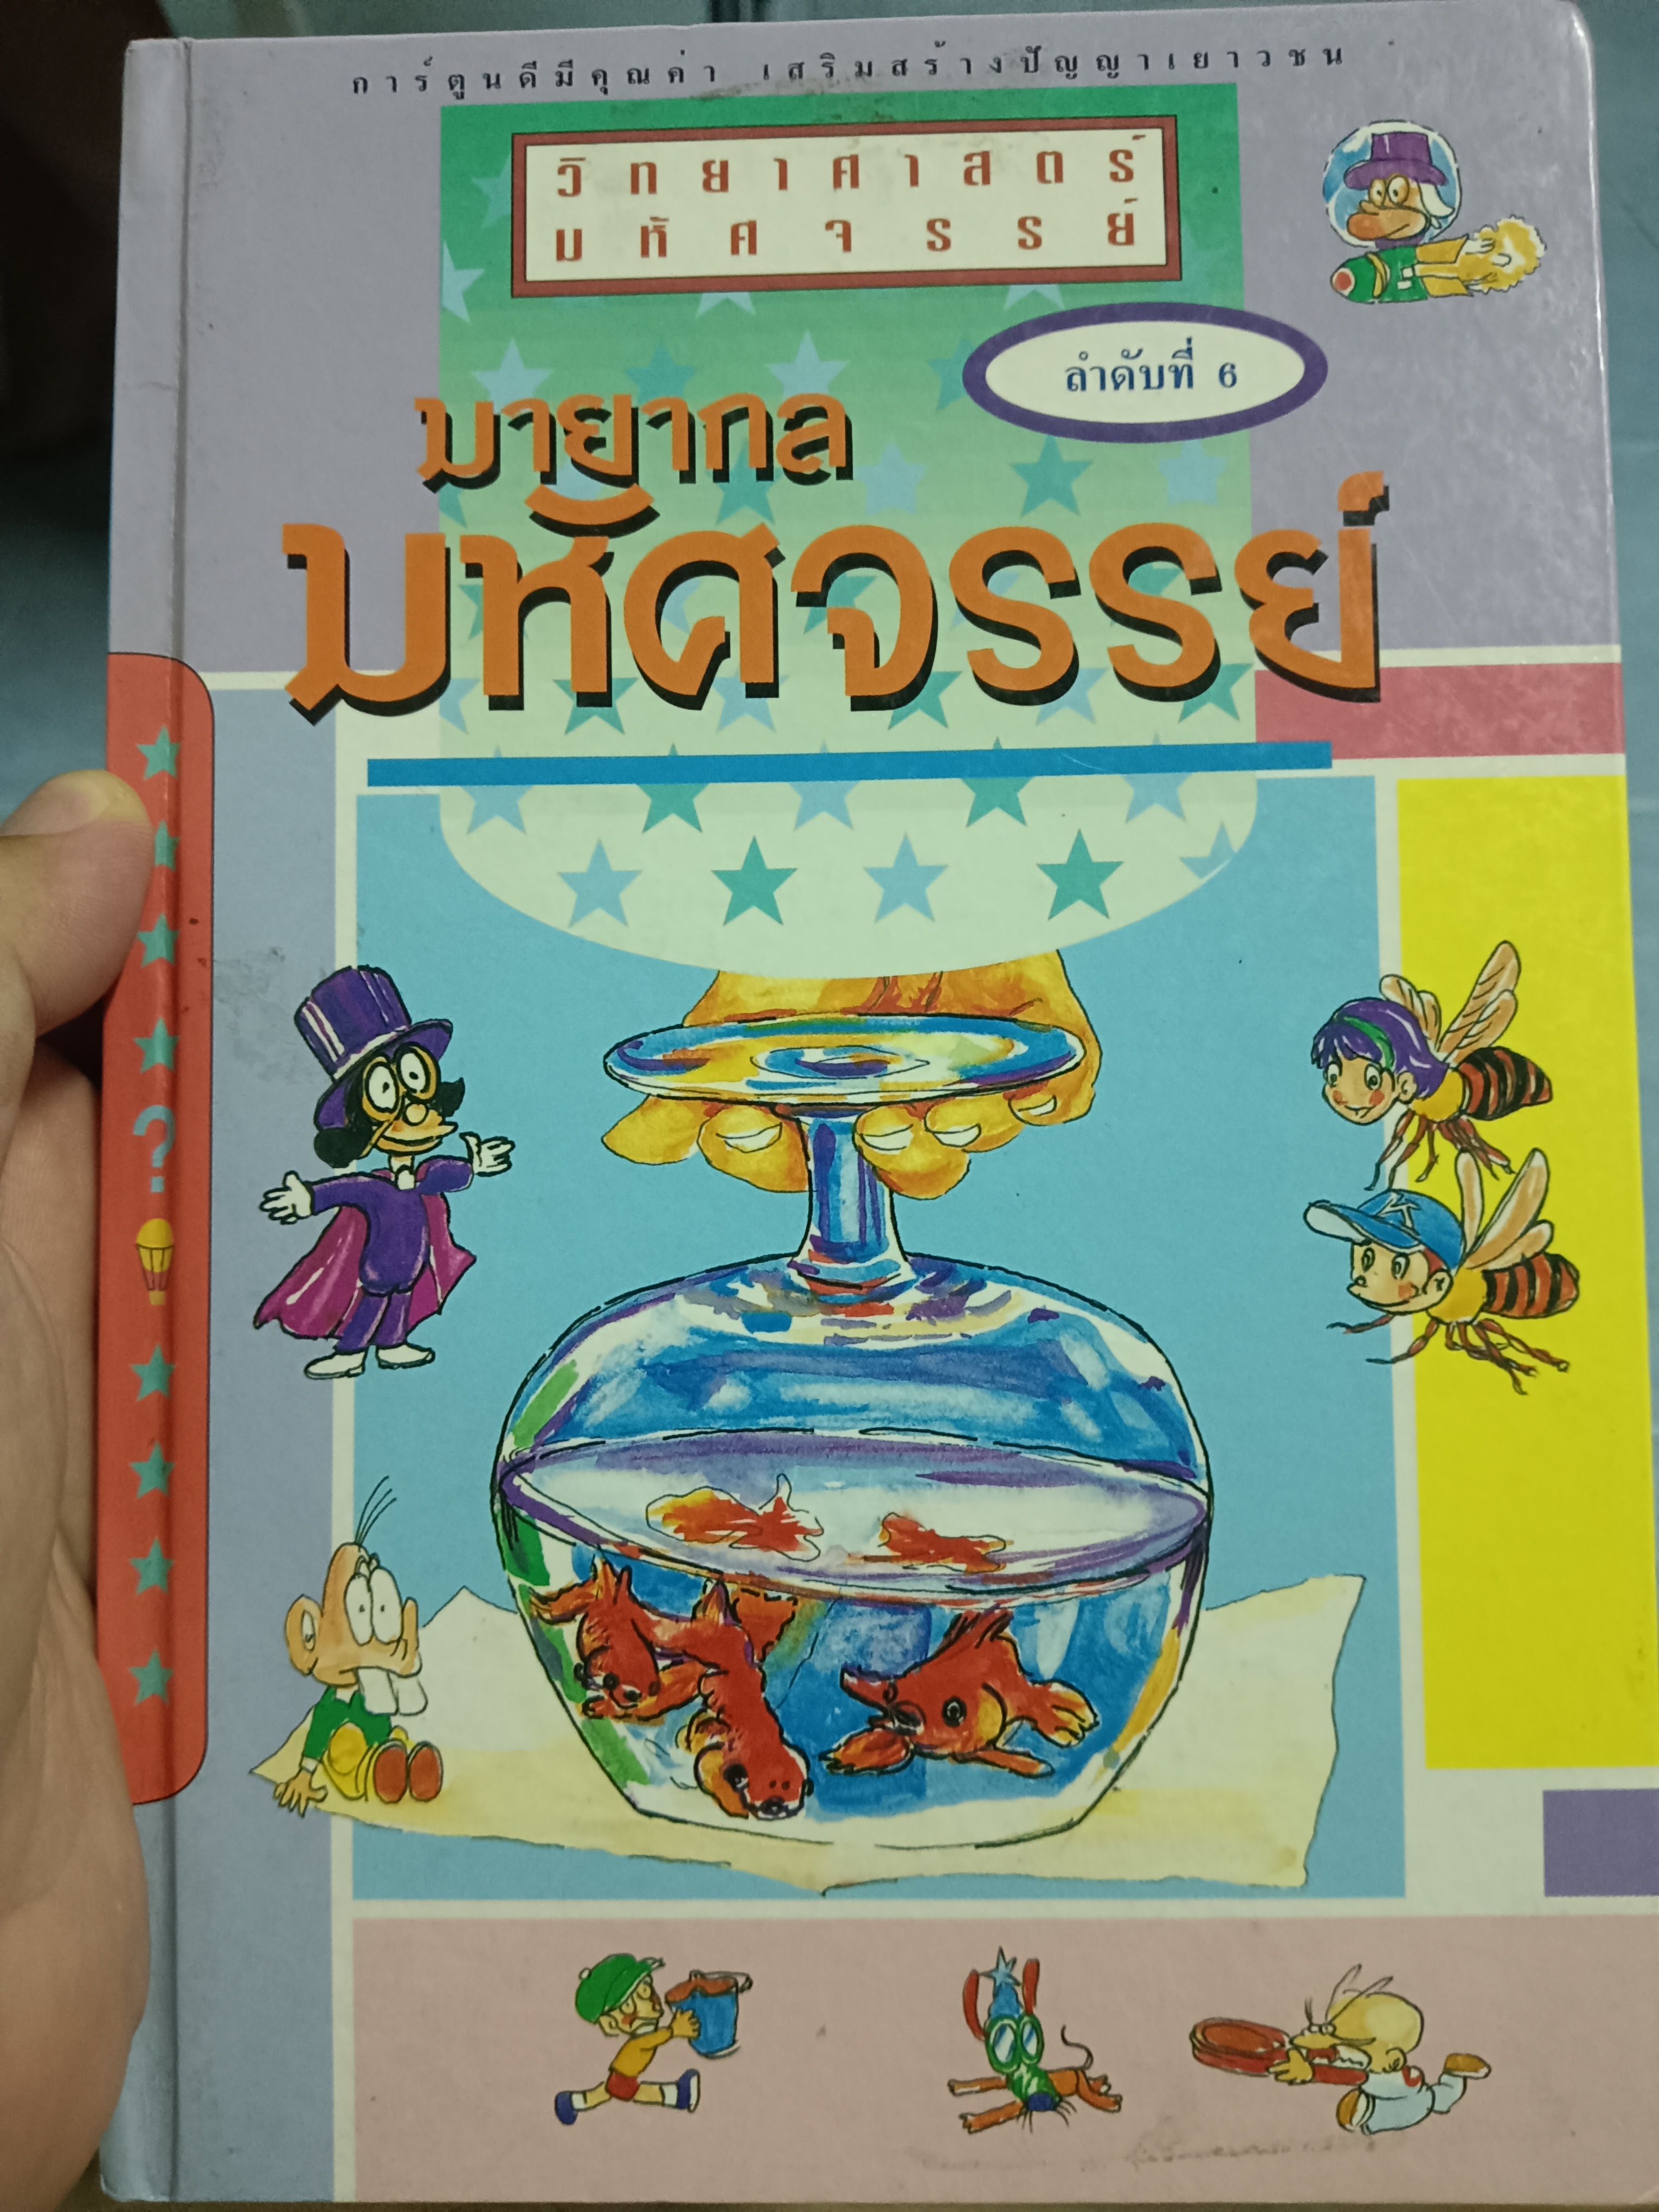 การ์ตูนดีมีคุณค่า เสริมสร้างปัญญาเยาวชน
วิทยาศาสตร์
มหัศจรรย์
ลำดับที่ 6
มายากล
มหัศจรรย์
?
K